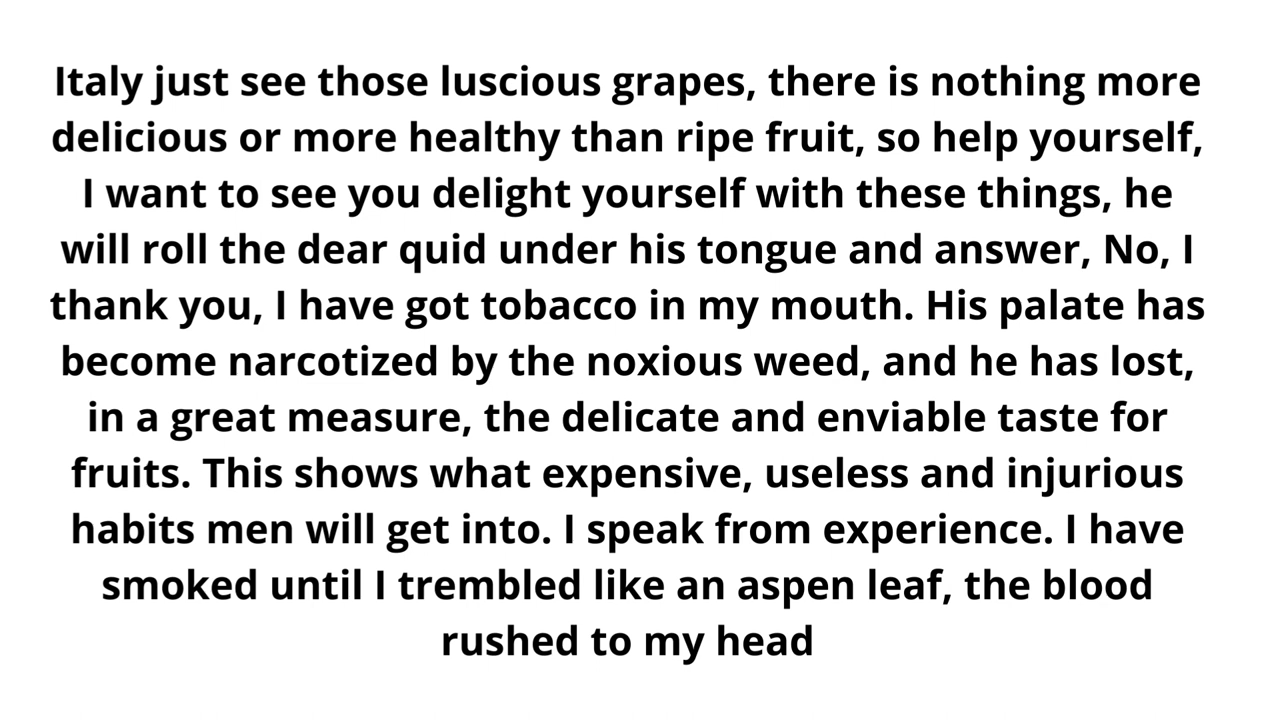 Italy just see those luscious grapes, there is nothing more
delicious or more healthy than ripe fruit, so help yourself,
I want to see you delight yourself with these things, he
will roll the dear quid under his tongue and answer, No, I
thank you, I have got tobacco in my mouth. His palate has
become narcotized by the noxious weed, and he has lost,
in a great measure, the delicate and enviable taste for
fruits. This shows what expensive, useless and injurious
habits men will get into. I speak from experience. I have
smoked until I trembled like an aspen leaf, the blood
rushed to my head